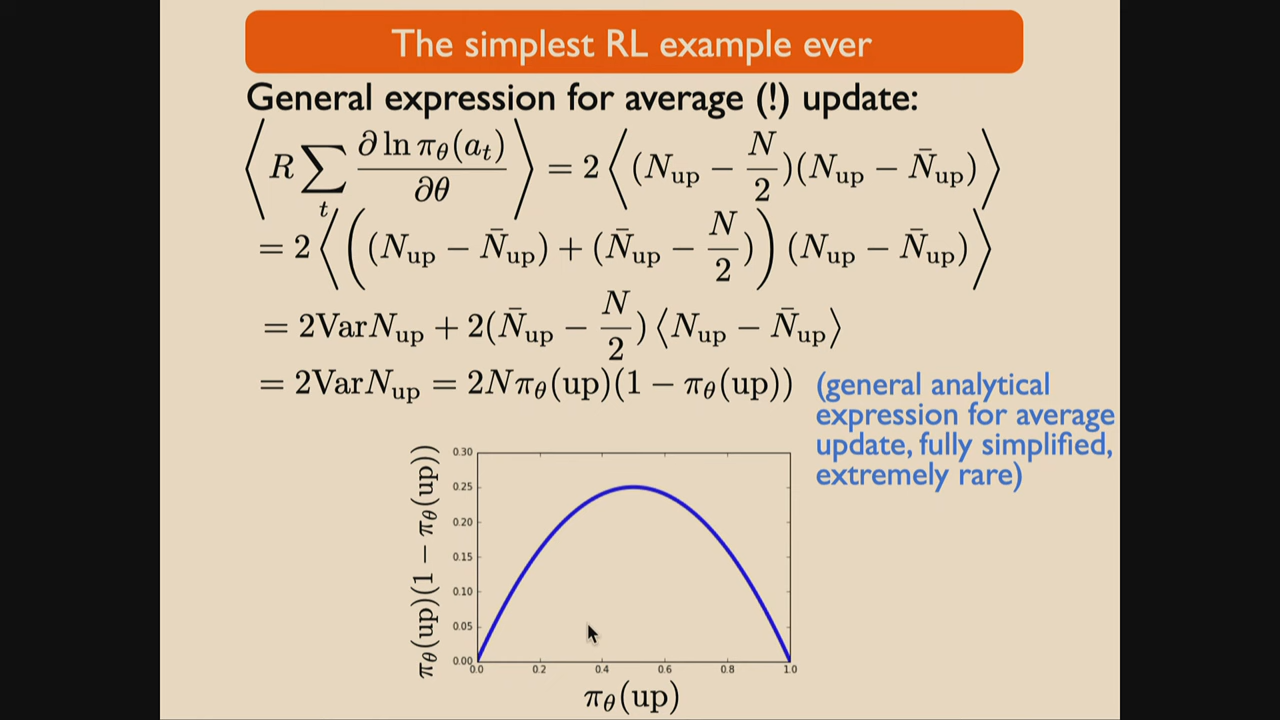 The simplest RL example ever
General expression for average (!) update:
⟨R ∑_t ∂ ln π_θ(a_t)/∂θ⟩ = 2⟨(N_up − N/2)(N_up − N̄_up)⟩
= 2⟨((N_up − N̄_up) + (N̄_up − N/2))(N_up − N̄_up)⟩
= 2VarN_up + 2(N̄_up − N/2)⟨N_up − N̄_up⟩
= 2VarN_up = 2Nπ_θ(up)(1 − π_θ(up))
(general analytical
expression for average
update, fully simplified,
extremely rare)
π_θ(up)(1 − π_θ(up))
0.30
0.25
0.20
0.15
0.10
0.05
0.00
0.0 0.2 0.4 0.6 0.8 1.0
π_θ(up)